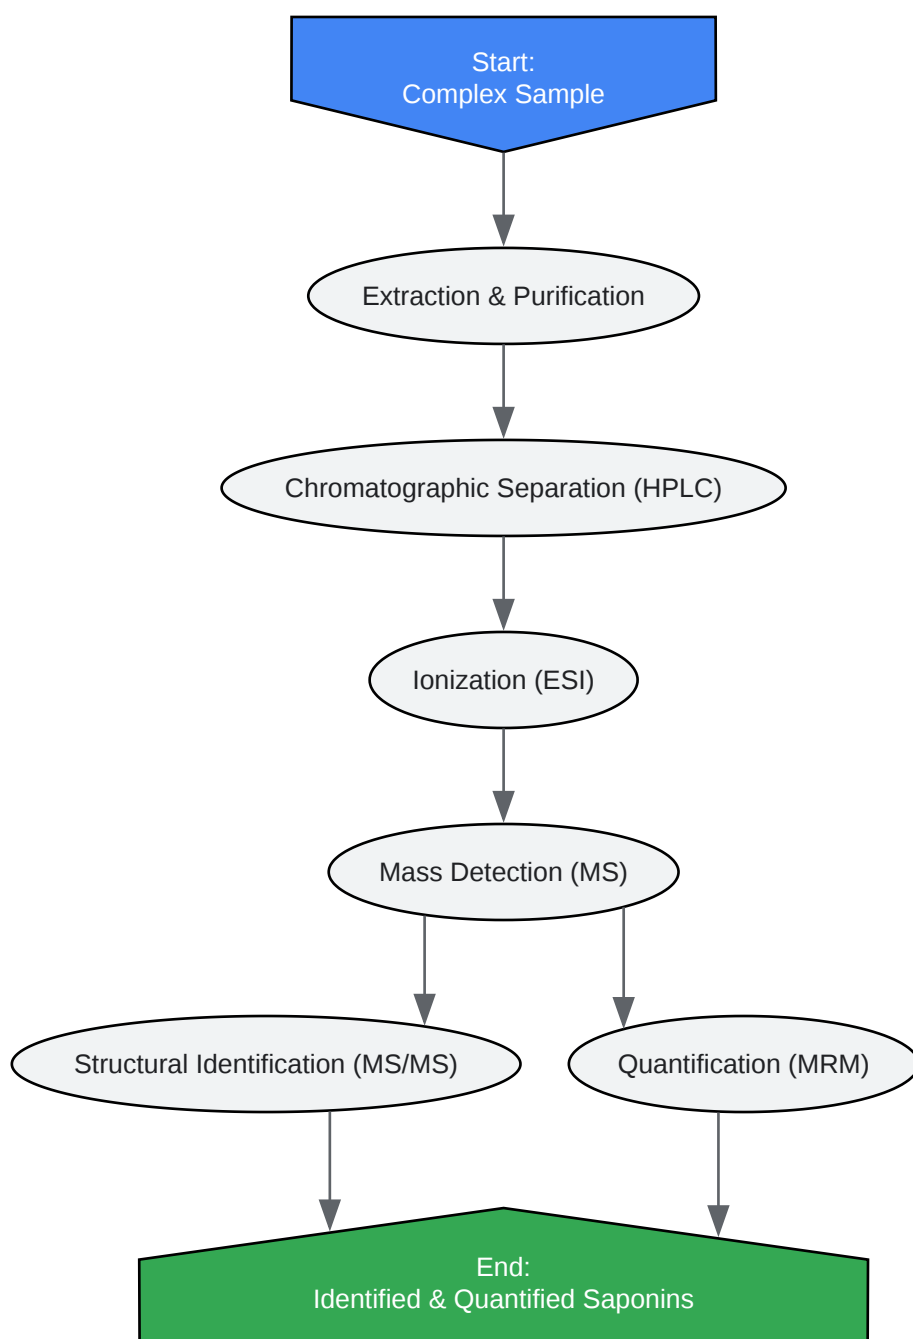 Start:
Complex Sample
Extraction & Purification
Chromatographic Separation (HPLC)
Ionization (ESI)
Mass Detection (MS)
Structural Identification (MS/MS)
Quantification (MRM)
End:
Identified & Quantified Saponins